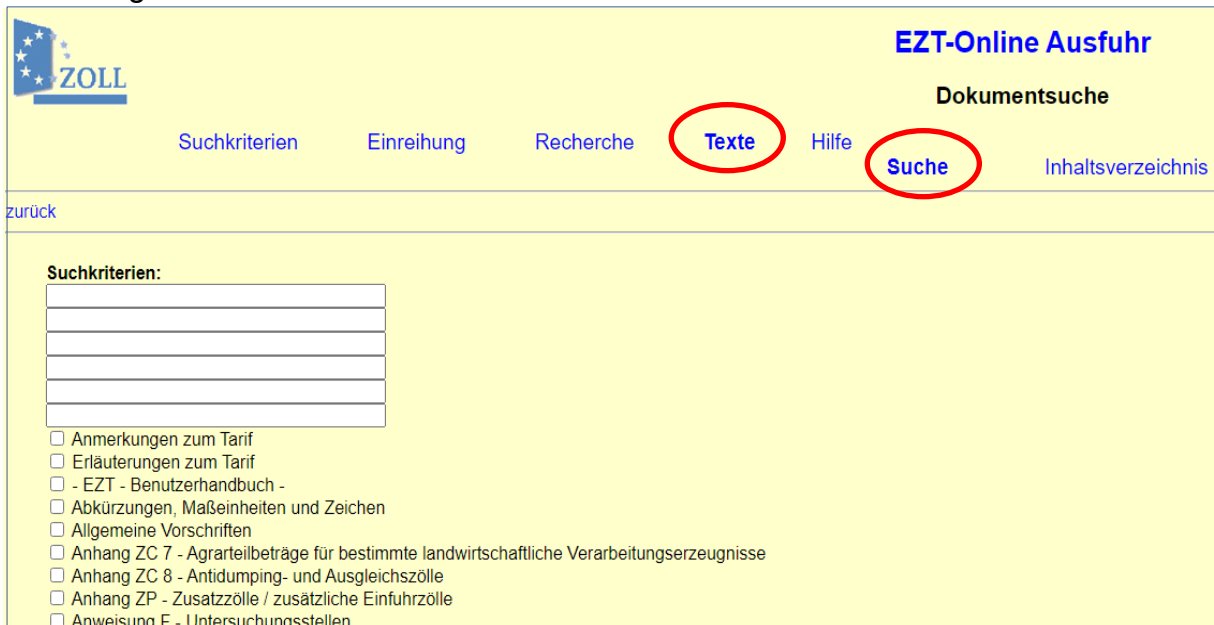 ZOLL
EZT-Online Ausfuhr
Dokumentsuche
Suchkriterien Einreihung Recherche Texte Hilfe
Suche Inhaltsverzeichnis
zurück
Suchkriterien:
Anmerkungen zum Tarif
Erläuterungen zum Tarif
- EZT - Benutzerhandbuch -
Abkürzungen, Maßeinheiten und Zeichen
Allgemeine Vorschriften
Anhang ZC 7 - Agrarteilbeträge für bestimmte landwirtschaftliche Verarbeitungserzeugnisse
Anhang ZC 8 - Antidumping- und Ausgleichszölle
Anhang ZP - Zusatzzölle / zusätzliche Einfuhrzölle
Anweisung F - Untersuchungsstellen